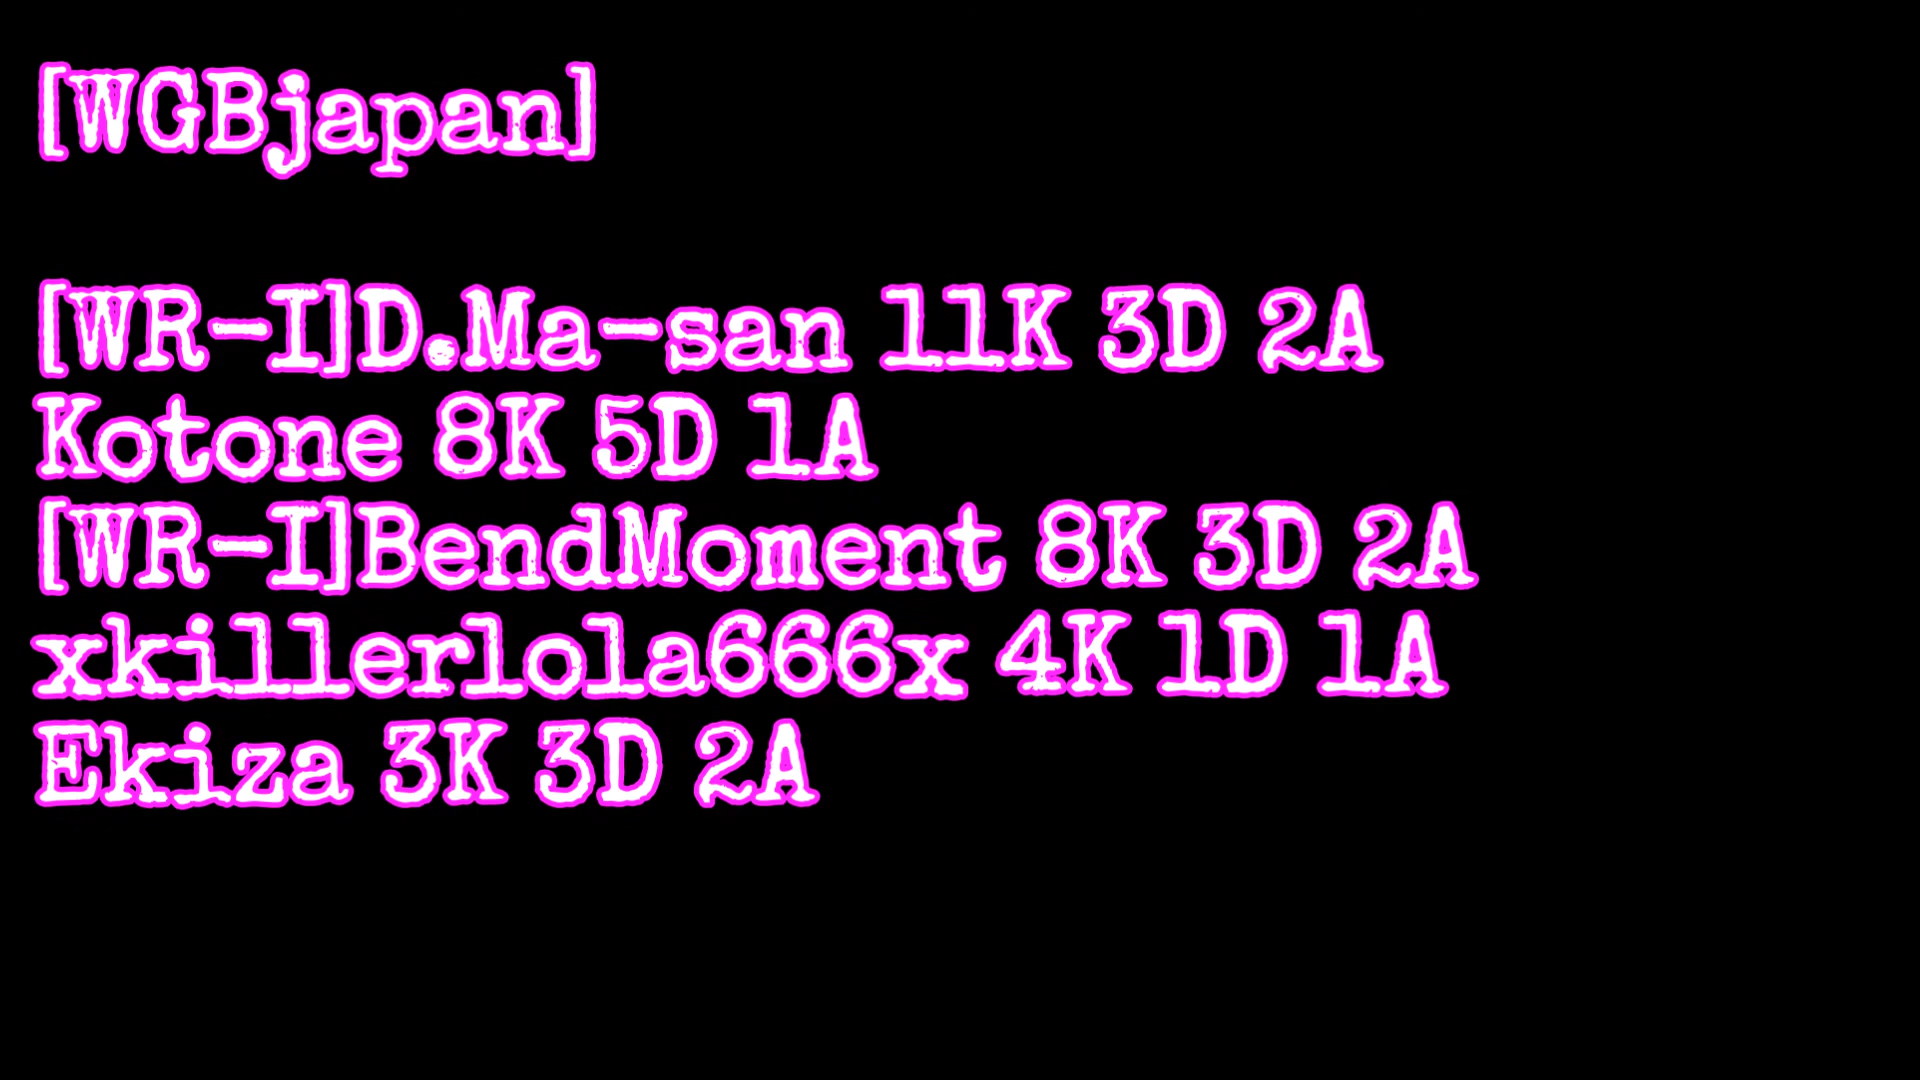 [WGBjapan]
[WR-I]D.Ma-san 11K 3D 2A
Kotone 8K 5D 1A
[WR-I]BendMoment 8K 3D 2A
xkillerlola666x 4K 1D 1A
Ekiza 3K 3D 2A